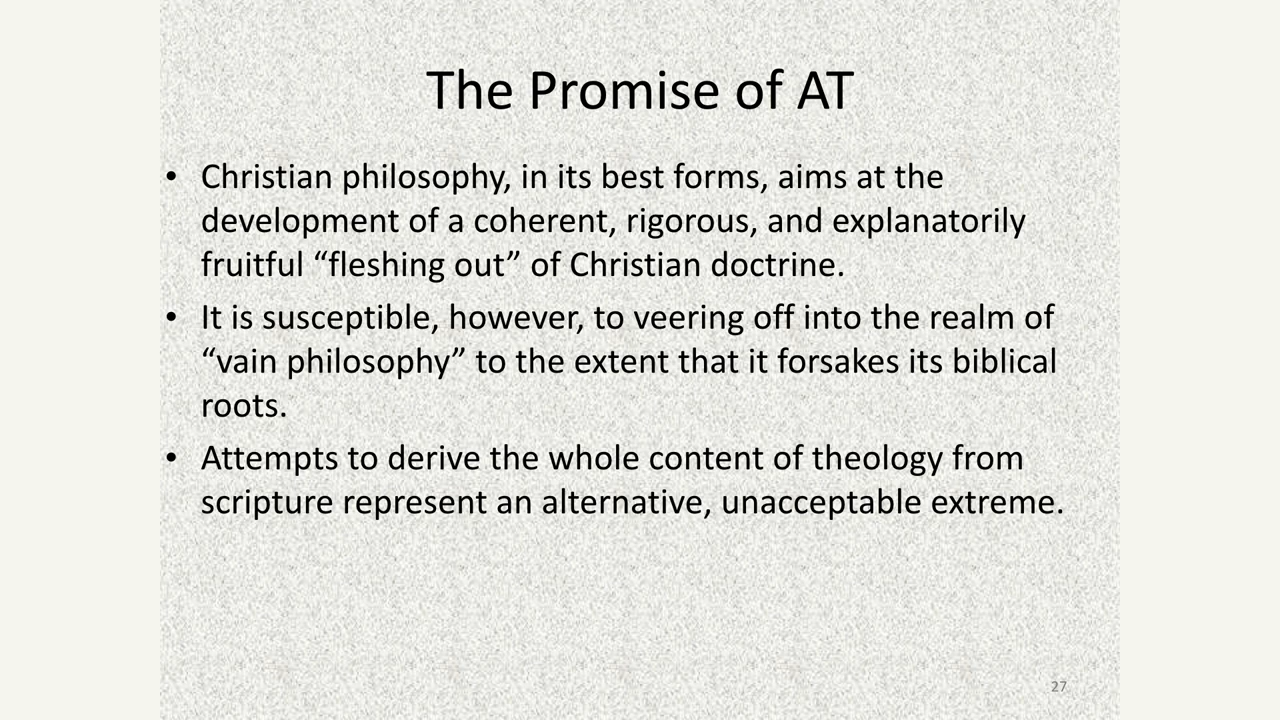 The Promise of AT
• Christian philosophy, in its best forms, aims at the
development of a coherent, rigorous, and explanatorily
fruitful “fleshing out” of Christian doctrine.
• It is susceptible, however, to veering off into the realm of
“vain philosophy” to the extent that it forsakes its biblical
roots.
• Attempts to derive the whole content of theology from
scripture represent an alternative, unacceptable extreme.
27